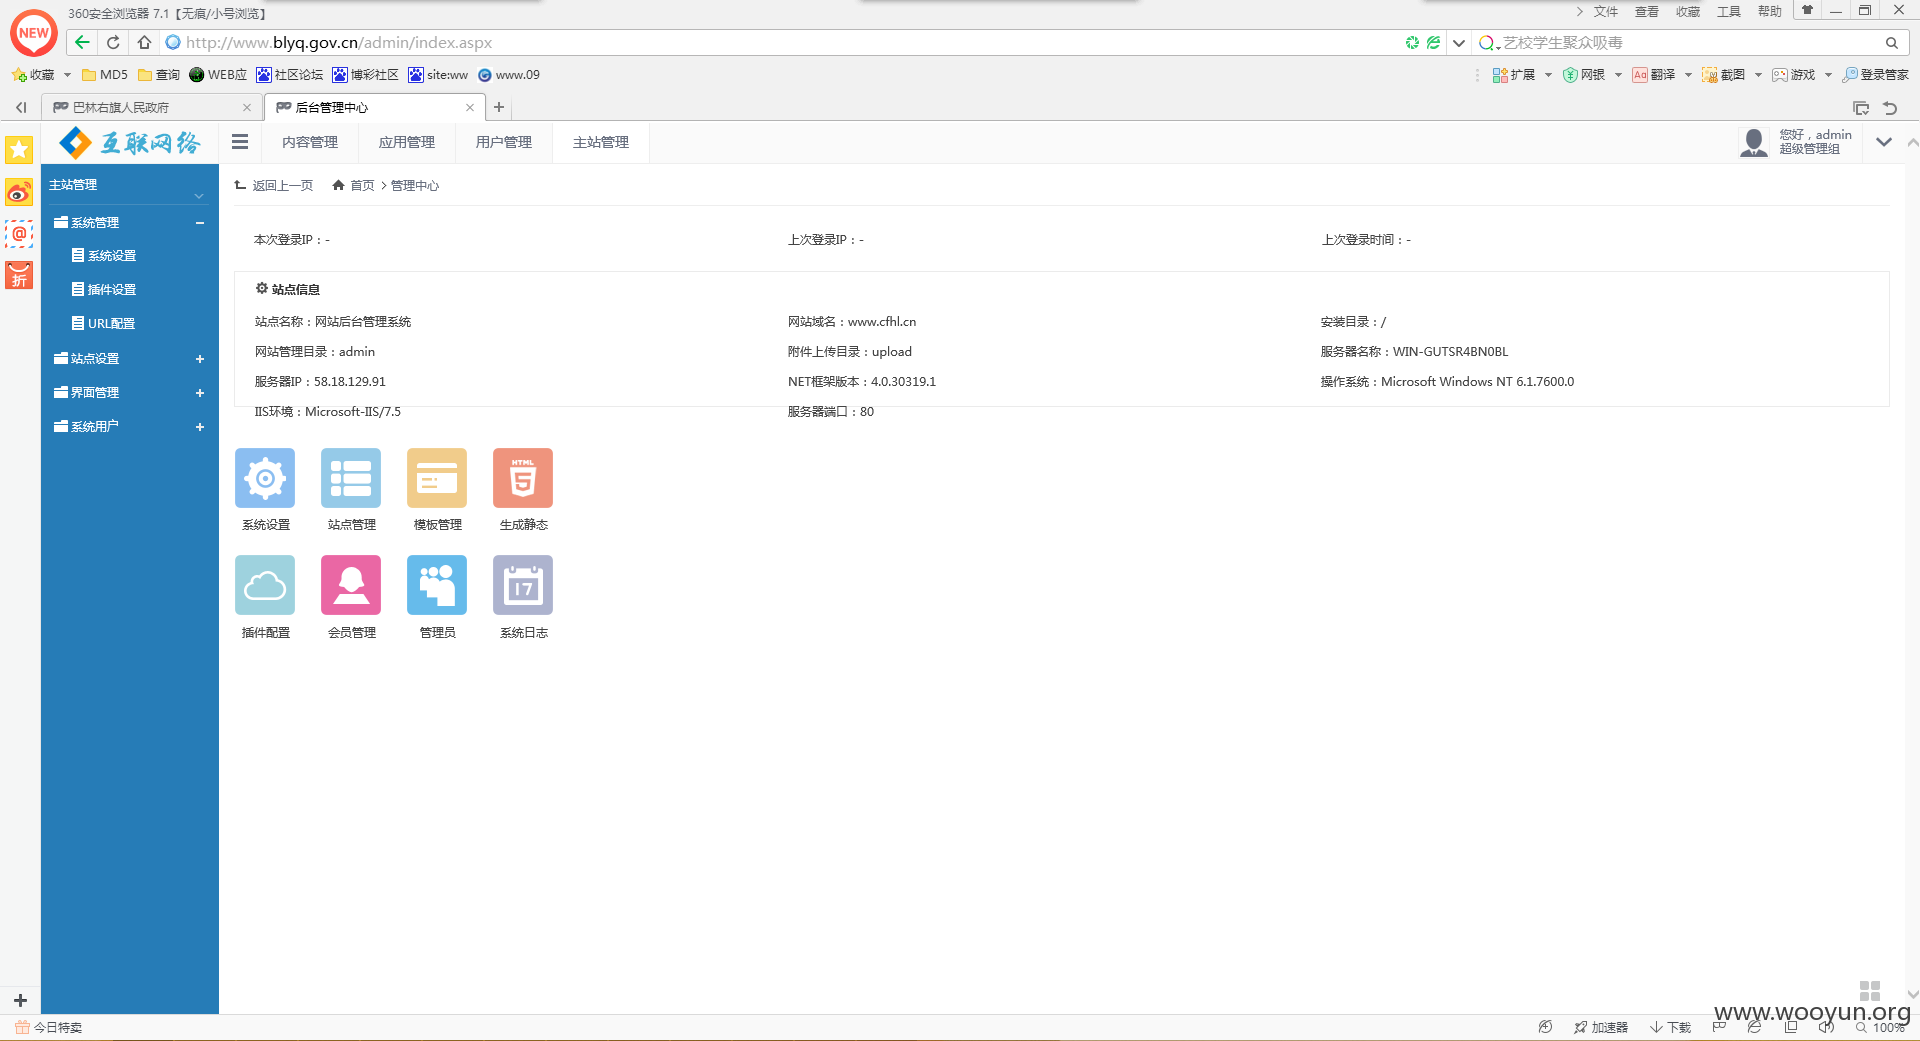 360安全浏览器 7.1【无痕/小号浏览】
文件 查看 收藏 工具 帮助
NEW
http://www.blyq.gov.cn/admin/index.aspx
艺校学生聚众吸毒
收藏 MD5 查询 WEB应 社区论坛 博彩社区 site:ww www.09
扩展 网银 Aa 翻译 截图 游戏 登录管家
巴林右旗人民政府
后台管理中心
互联网络
内容管理 应用管理 用户管理 主站管理
您好，admin
超级管理组
@
折
主站管理
系统管理
系统设置
插件设置
URL配置
站点设置
界面管理
系统用户
返回上一页 首页 管理中心
本次登录IP：- 上次登录IP：- 上次登录时间：-
站点信息
站点名称：网站后台管理系统 网站域名：www.cfhl.cn 安装目录：/
网站管理目录：admin 附件上传目录：upload 服务器名称：WIN-GUTSR4BN0BL
服务器IP：58.18.129.91 NET框架版本：4.0.30319.1 操作系统：Microsoft Windows NT 6.1.7600.0
IIS环境：Microsoft-IIS/7.5 服务器端口：80
HTML
5
系统设置 站点管理 模板管理 生成静态
17
插件配置 会员管理 管理员 系统日志
www.wooyun.org
今日特卖
加速器 下载 100%